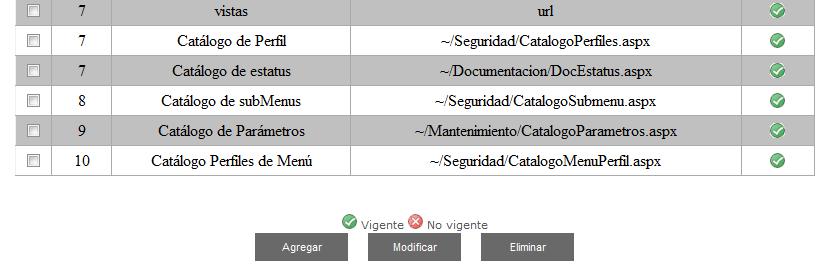 7 vistas url
7 Catálogo de Perfil ~/Seguridad/CatalogoPerfiles.aspx
7 Catálogo de estatus ~/Documentacion/DocEstatus.aspx
8 Catálogo de subMenus ~/Seguridad/CatalogoSubmenu.aspx
9 Catálogo de Parámetros ~/Mantenimiento/CatalogoParametros.aspx
10 Catálogo Perfiles de Menú ~/Seguridad/CatalogoMenuPerfil.aspx
Vigente No vigente
Agregar Modificar Eliminar